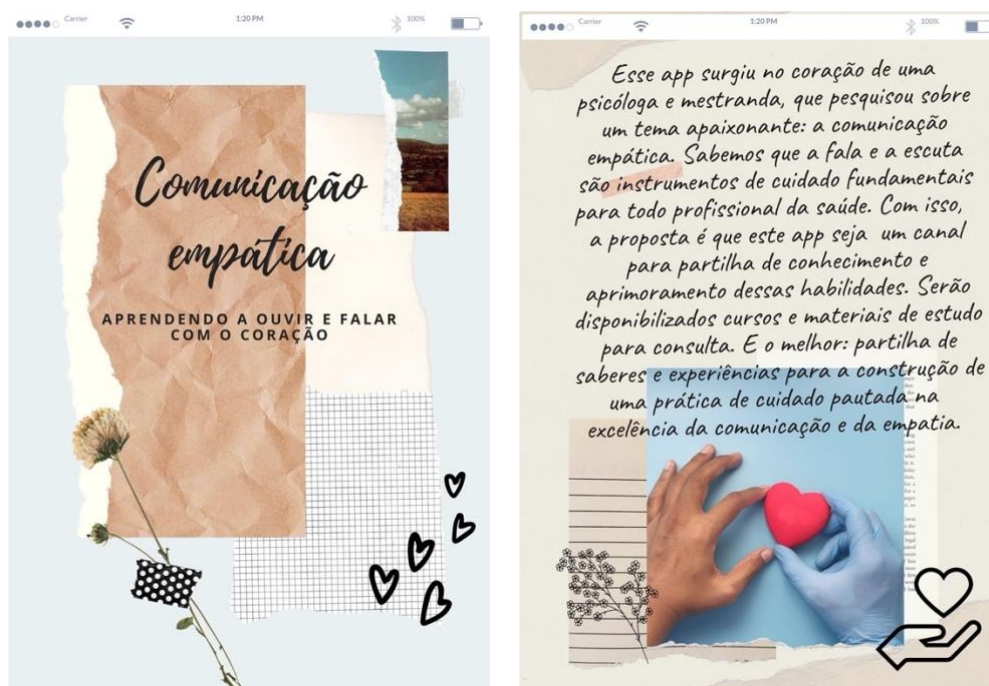 Carrier
1:20 PM
100%
Comunicação
empática
APRENDENDO A OUVIR E FALAR
COM O CORAÇÃO
Carrier
1:20 PM
100%
Esse app surgiu no coração de uma
psicóloga e mestranda, que pesquisou sobre
um tema apaixonante: a comunicação
empática. Sabemos que a fala e a escuta
são instrumentos de cuidado fundamentais
para todo profissional da saúde. Com isso,
a proposta é que este app seja um canal
para partilha de conhecimento e
aprimoramento dessas habilidades. Serão
disponibilizados cursos e materiais de estudo
para consulta. E o melhor: partilha de
saberes e experiências para a construção de
uma prática de cuidado pautada na
excelência da comunicação e da empatia.